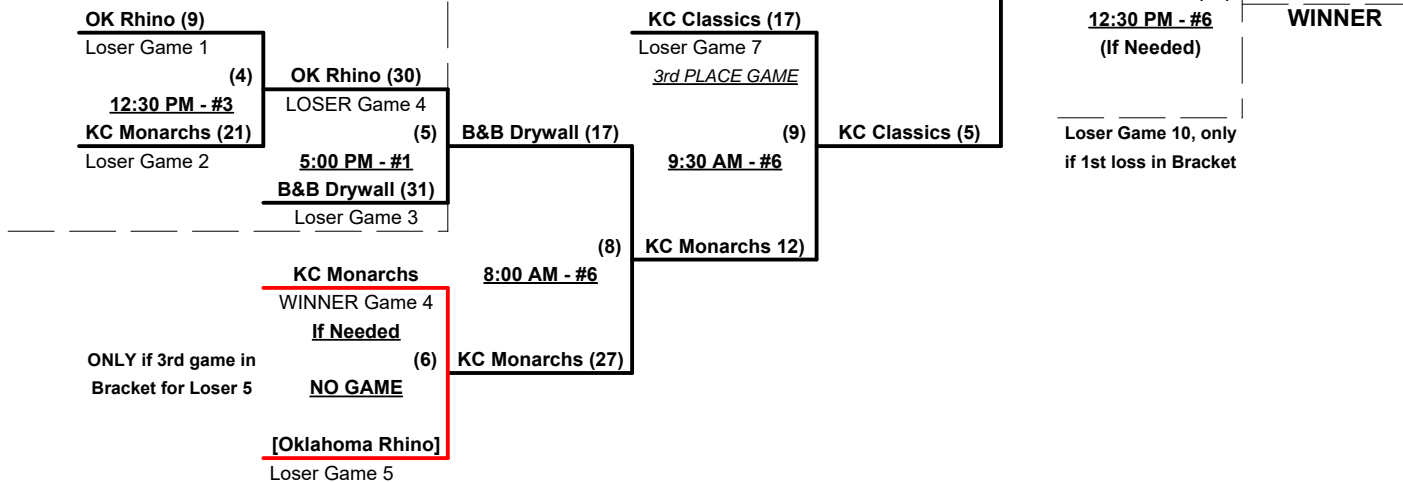 OK Rhino (9)
Loser Game 1
(4)
12:30 PM - #3
KC Monarchs (21)
Loser Game 2
OK Rhino (30)
LOSER Game 4
(5)
5:00 PM - #1
B&B Drywall (31)
Loser Game 3
KC Monarchs
WINNER Game 4
If Needed
(6)
NO GAME
[Oklahoma Rhino]
Loser Game 5
ONLY if 3rd game in
Bracket for Loser 5
B&B Drywall (17)
(8)
8:00 AM - #6
KC Monarchs (27)
KC Classics (17)
Loser Game 7
3rd PLACE GAME
(9)
9:30 AM - #6
KC Monarchs 12)
KC Classics (5)
12:30 PM - #6
(If Needed)
Loser Game 10, only
if 1st loss in Bracket
WINNER